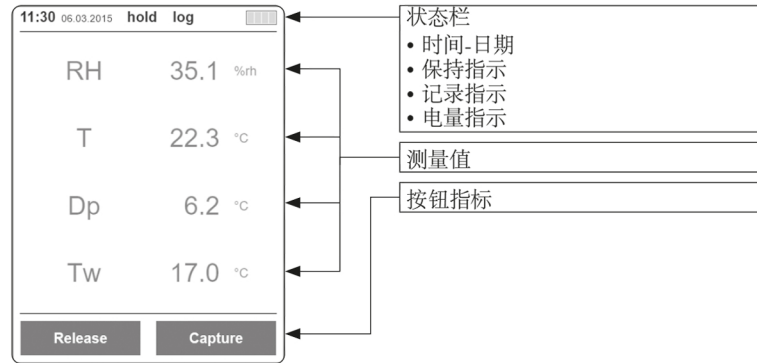 11:30 06.03.2015 hold log
RH 35.1 %rh
T 22.3 °C
Dp 6.2 °C
Tw 17.0 °C
Release Capture
状态栏
• 时间-日期
• 保持指示
• 记录指示
• 电量指示
测量值
按钮指标